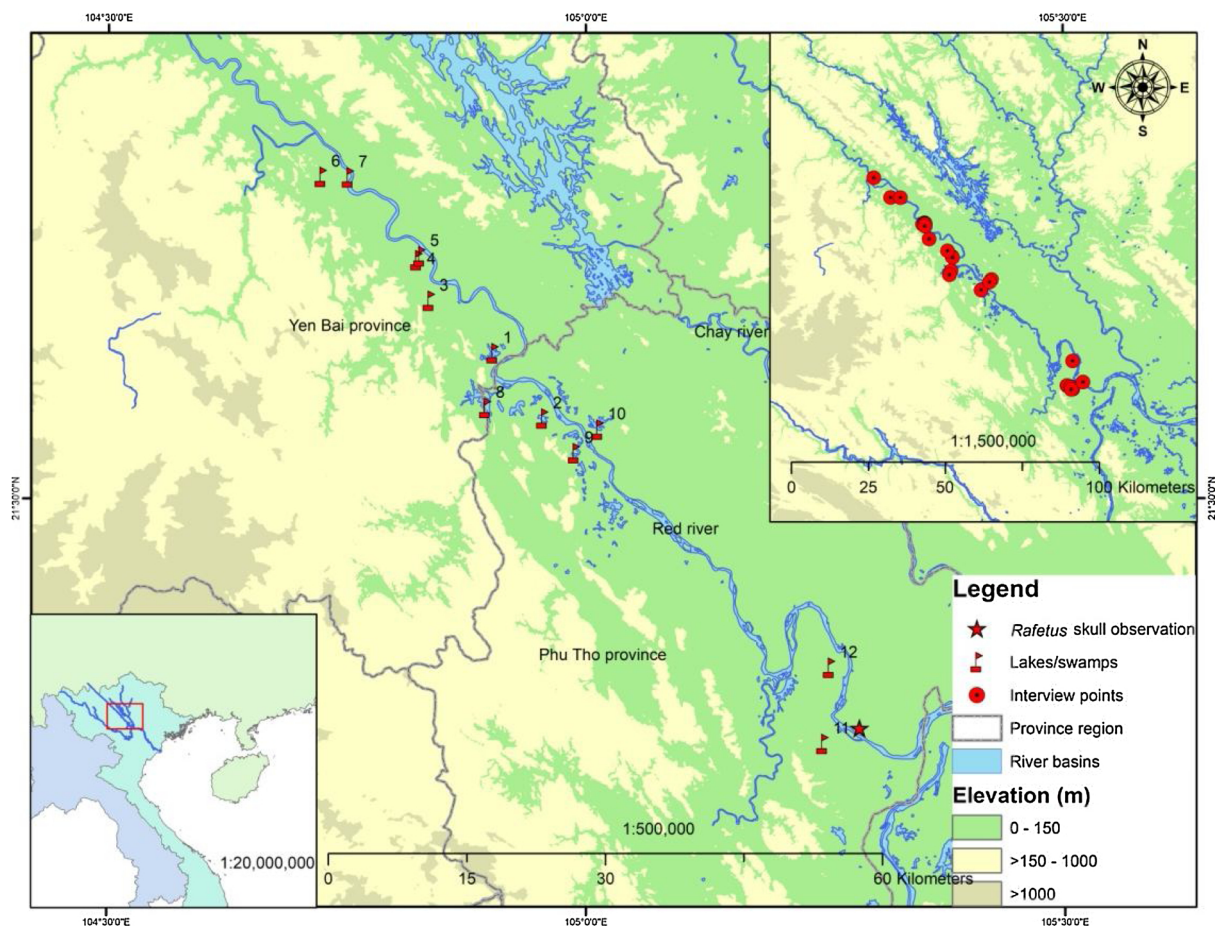 104°30'0"E
105°0'0"E
105°30'0"E
N
W
E
S
6
7
5
4
3
Yen Bai province
Chay river
1
8
2
10
9
1:1,500,000
0
25
50
100 Kilometers
21°30'0"N
21°30'0"N
Red river
Legend
Rafetus skull observation
Lakes/swamps
Interview points
Province region
River basins
Elevation (m)
0 - 150
>150 - 1000
>1000
Phu Tho province
12
11
1:500,000
0
15
30
60 Kilometers
1:20,000,000
104°30'0"E
105°0'0"E
105°30'0"E